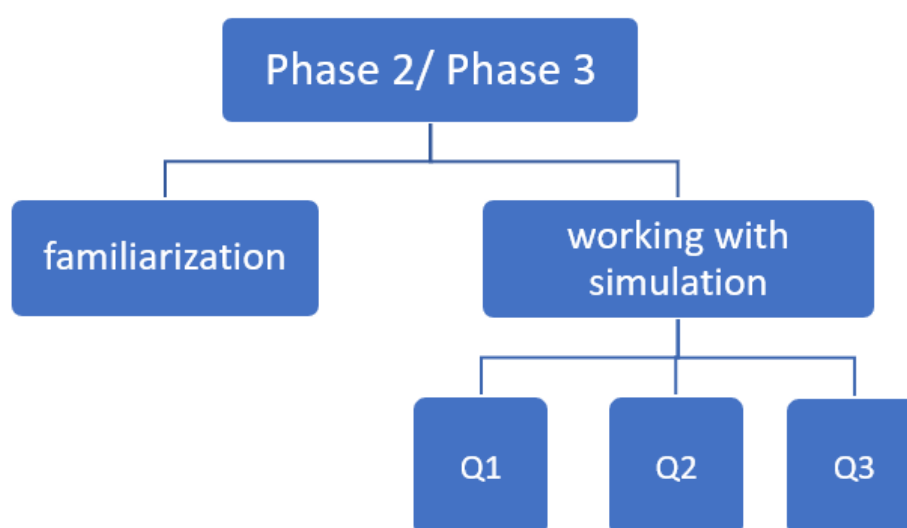 Phase 2/ Phase 3
familiarization
working with
simulation
Q1
Q2
Q3